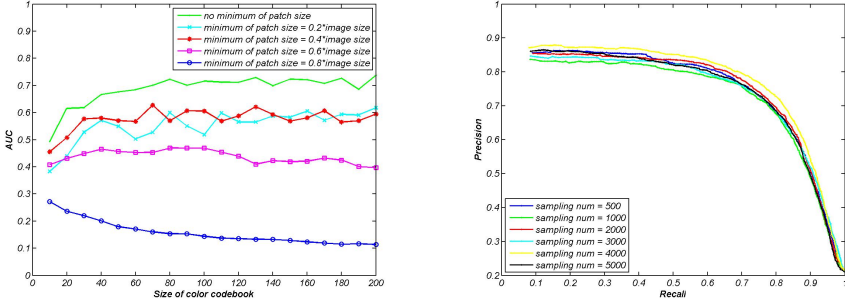 no minimum of patch size
minimum of patch size = 0.2*image size
minimum of patch size = 0.4*image size
minimum of patch size = 0.6*image size
minimum of patch size = 0.8*image size
1
0.9
0.8
0.7
0.6
0.5
0.4
0.3
0.2
0.1
0
AUC
0 20 40 60 80 100 120 140 160 180 200
Size of color codebook
1
0.9
0.8
0.7
0.6
0.5
0.4
0.3
0.2
Precision
sampling num = 500
sampling num = 1000
sampling num = 2000
sampling num = 3000
sampling num = 4000
sampling num = 5000
0 0.1 0.2 0.3 0.4 0.5 0.6 0.7 0.8 0.9 1
Recall